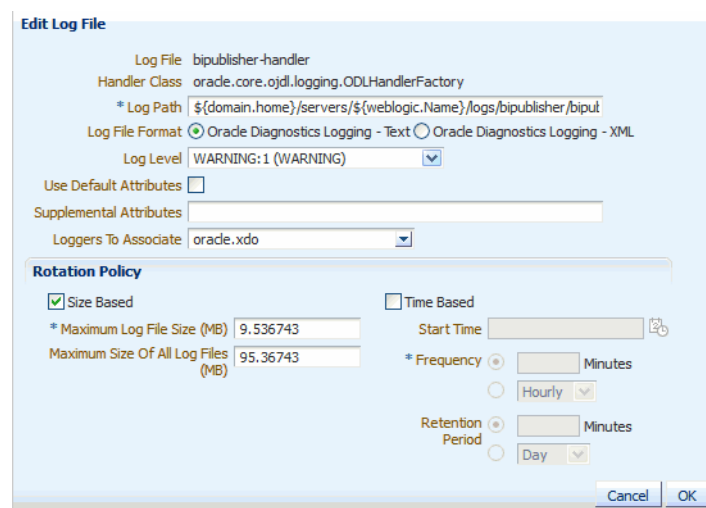 Edit Log File
Log File bipublisher-handler
Handler Class oracle.core.ojdl.logging.ODLHandlerFactory
* Log Path ${domain.home}/servers/${weblogic.Name}/logs/bipublisher/biput
Log File Format Oracle Diagnostics Logging - Text Oracle Diagnostics Logging - XML
Log Level WARNING:1 (WARNING)
Use Default Attributes
Supplemental Attributes
Loggers To Associate oracle.xdo
Rotation Policy
Size Based
* Maximum Log File Size (MB) 9.536743
Maximum Size Of All Log Files
(MB) 95.36743
Time Based
Start Time
* Frequency Minutes
Hourly
Retention
Period Minutes
Day
Cancel OK